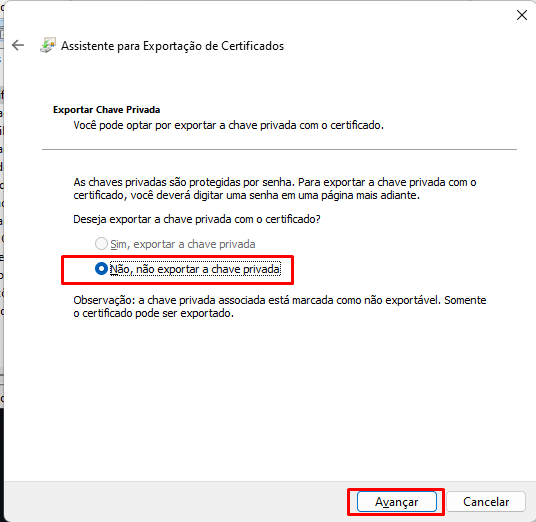 Assistente para Exportação de Certificados
Exportar Chave Privada
Você pode optar por exportar a chave privada com o certificado.
As chaves privadas são protegidas por senha. Para exportar a chave privada com o
certificado, você deverá digitar uma senha em uma página mais adiante.
Deseja exportar a chave privada com o certificado?
Sim, exportar a chave privada
Não, não exportar a chave privada
Observação: a chave privada associada está marcada como não exportável. Somente
o certificado pode ser exportado.
Avançar
Cancelar